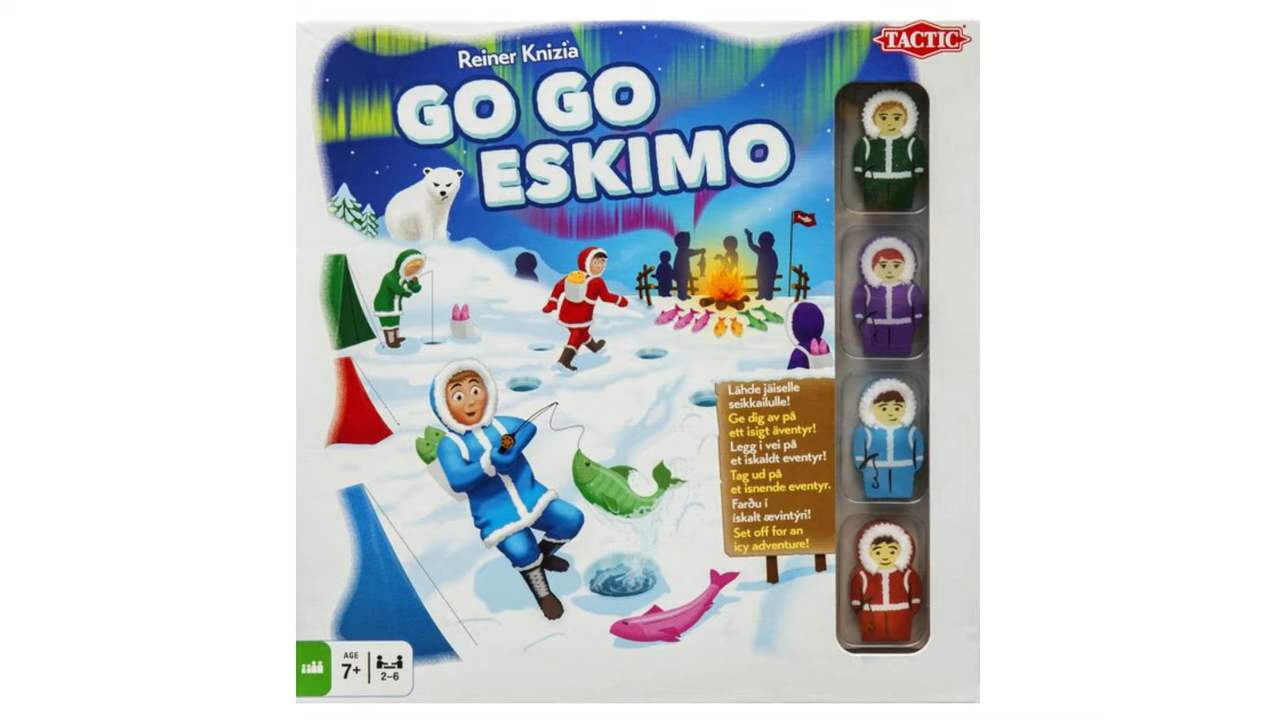 TACTIC
Reiner Knizia
GO GO
ESKIMO
Lähde jäiselle
seikkailulle!
Ge dig av på
ett isigt äventyr!
Legg i vei på
et iskaldt eventyr!
Tag ud på
et isnende eventyr.
Farðu í
ískalt ævintýri!
Set off for an
icy adventure!
AGE
7+
2-6